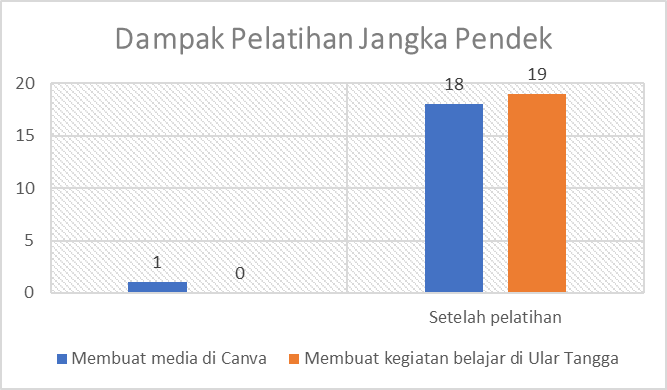 Dampak Pelatihan Jangka Pendek
20
18
19
15
10
5
1
0
0
Setelah pelatihan
Membuat media di Canva
Membuat kegiatan belajar di Ular Tangga